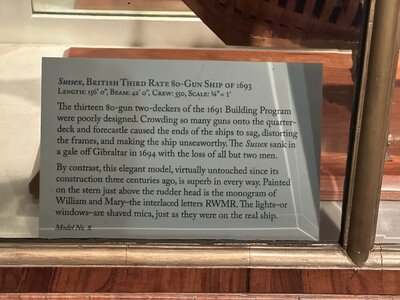 Sussex, British Third Rate 80-Gun Ship of 1693
Length: 156' 0", Beam: 42' 0", Crew: 550, Scale: ¼" = 1'
The thirteen 80-gun two-deckers of the 1691 Building Program
were poorly designed. Crowding so many guns onto the quarter-
deck and forecastle caused the ends of the ships to sag, distorting
the frames, and making the ship unseaworthy. The Sussex sank in
a gale off Gibraltar in 1694 with the loss of all but two men.
By contrast, this elegant model, virtually untouched since its
construction three centuries ago, is superb in every way. Painted
on the stern just above the rudder head is the monogram of
William and Mary–the interlaced letters RWMR. The lights–or
windows–are shaved mica, just as they were on the real ship.
Model No. 8.